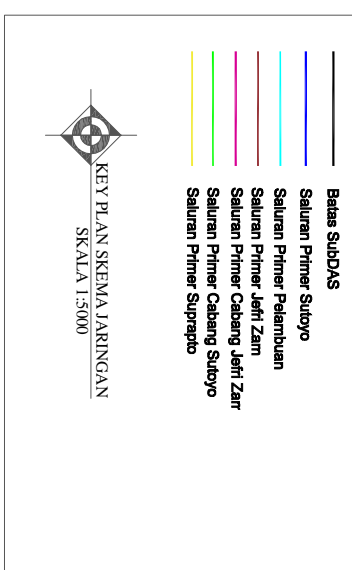 Batas SubDAS
Saluran Primer Sutoyo
Saluran Primer Pelambuan
Saluran Primer Jefri Zam
Saluran Primer Cabang Jefri Zam
Saluran Primer Cabang Sutoyo
Saluran Primer Suprapto
KEY PLAN SKEMA JARINGAN
SKALA 1:5000